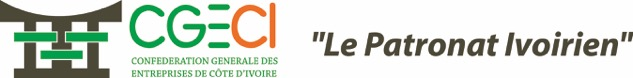 CGECI
CONFEDERATION GENERALE DES
ENTREPRISES DE CÔTE D'IVOIRE
"Le Patronat Ivoirien"